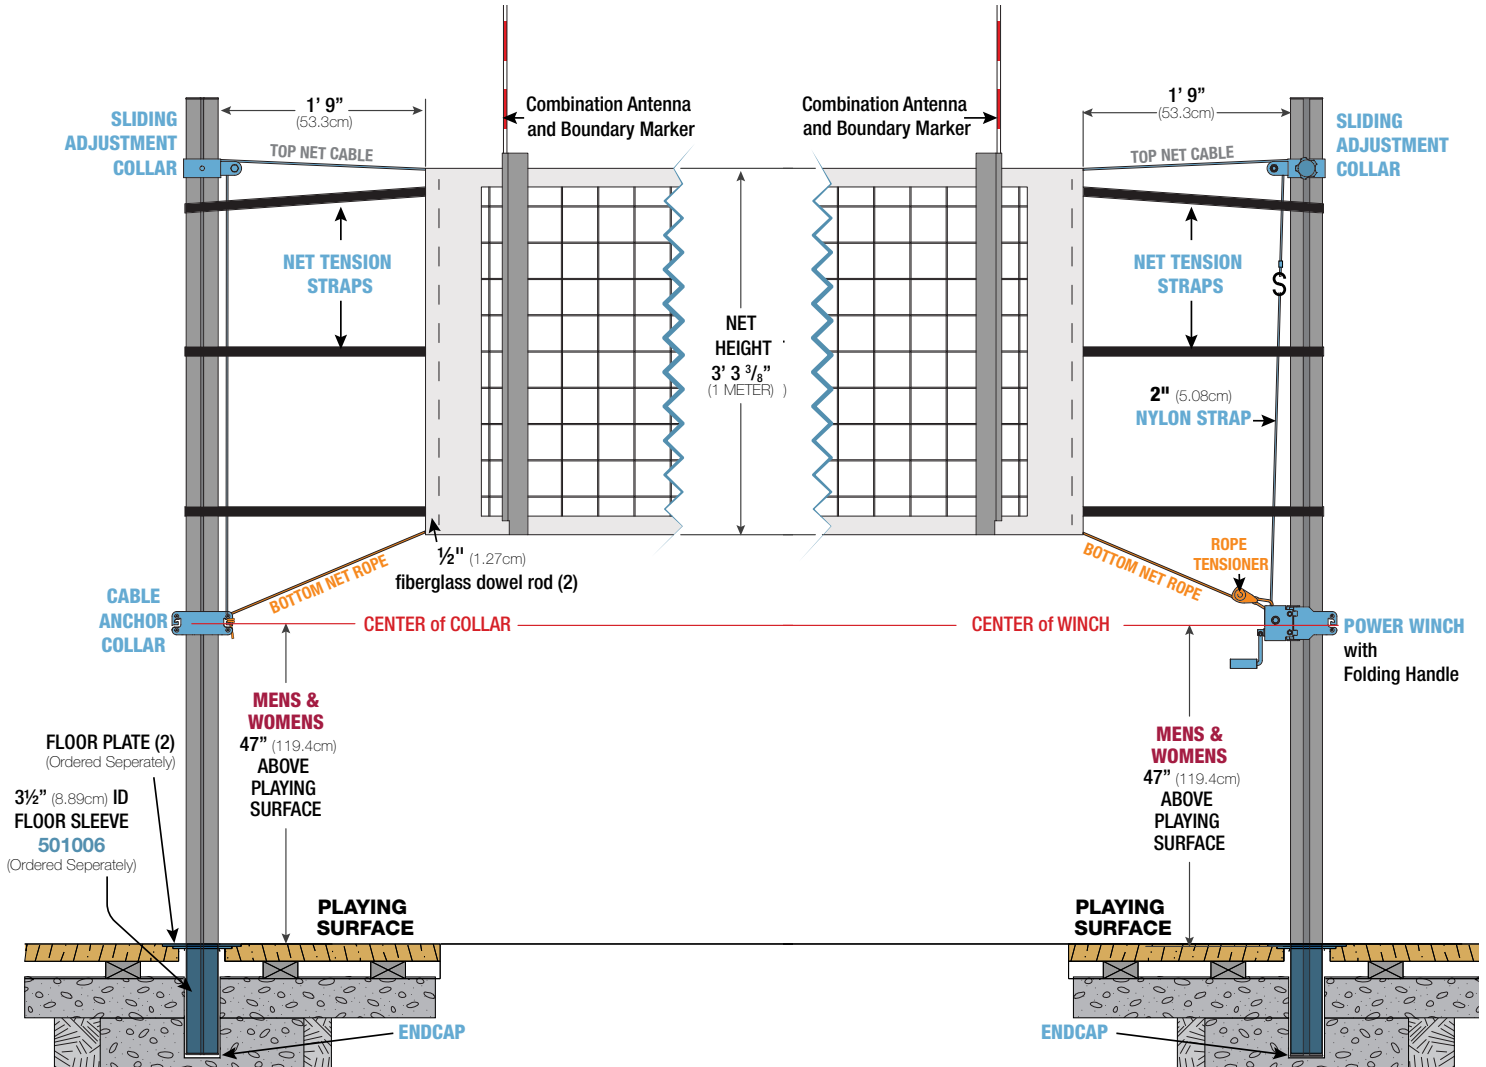 1' 9”
(53.3cm)
SLIDING
ADJUSTMENT
COLLAR
TOP NET CABLE
Combination Antenna
and Boundary Marker
Combination Antenna
and Boundary Marker
1' 9”
(53.3cm)
TOP NET CABLE
SLIDING
ADJUSTMENT
COLLAR
NET TENSION
STRAPS
NET
HEIGHT
3' 3 3/8”
(1 METER) )
NET TENSION
STRAPS
2" (5.08cm)
NYLON STRAP
½" (1.27cm)
fiberglass dowel rod (2)
BOTTOM NET ROPE
BOTTOM NET ROPE
ROPE
TENSIONER
CABLE
ANCHOR
COLLAR
CENTER of COLLAR
CENTER of WINCH
POWER WINCH
with
Folding Handle
MENS &
WOMENS
47” (119.4cm)
ABOVE
PLAYING
SURFACE
MENS &
WOMENS
47” (119.4cm)
ABOVE
PLAYING
SURFACE
FLOOR PLATE (2)
(Ordered Seperately)
3½” (8.89cm) ID
FLOOR SLEEVE
501006
(Ordered Seperately)
PLAYING
SURFACE
PLAYING
SURFACE
ENDCAP
ENDCAP